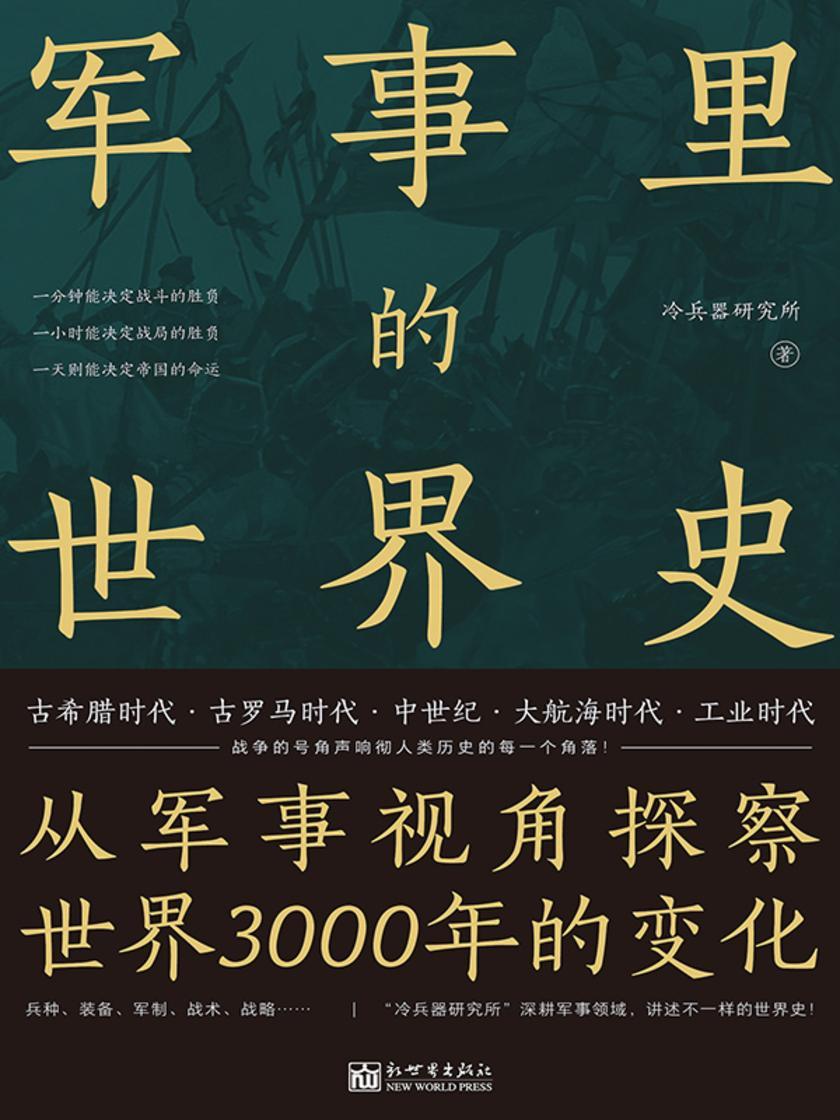 军事里
的
世界史
一分钟能决定战斗的胜负
一小时能决定战局的胜负
一天则能决定帝国的命运
冷兵器研究所
著
古希腊时代·古罗马时代·中世纪·大航海时代·工业时代
战争的号角声响彻人类历史的每一个角落!
从军事视角探察
世界3000年的变化
兵种、装备、军制、战术、战略…… | “冷兵器研究所”深耕军事领域，讲述不一样的世界史!
新世界出版社
NEW WORLD PRESS